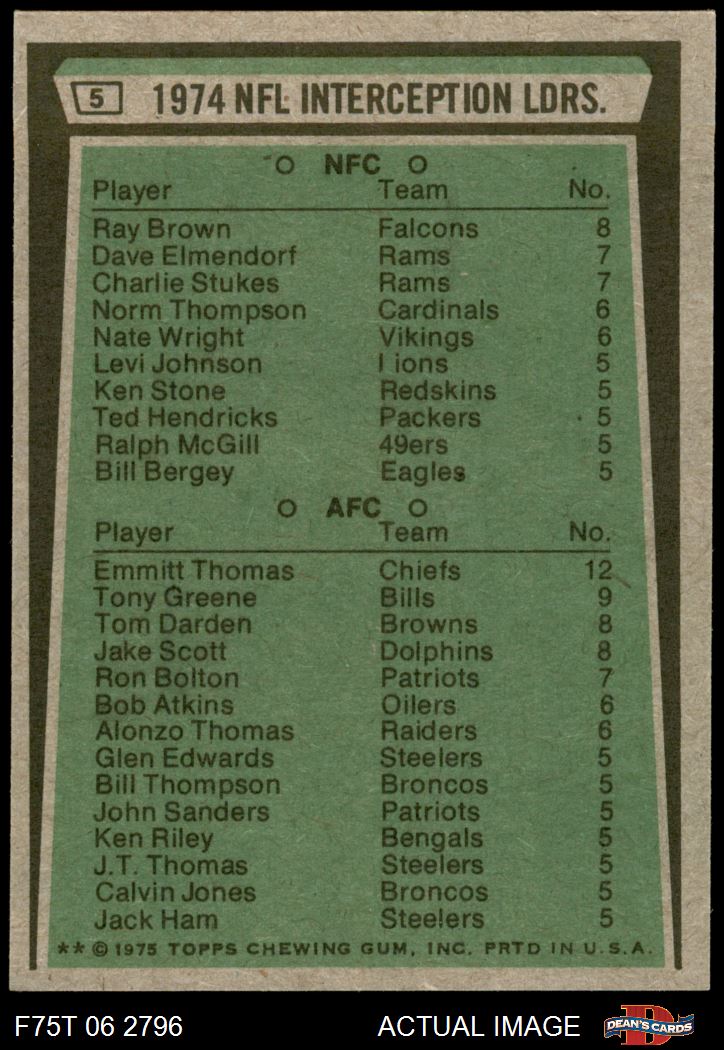 5 1974 NFL INTERCEPTION LDRS.
NFC
Player Team No.
Ray Brown Falcons 8
Dave Elmendorf Rams 7
Charlie Stukes Rams 7
Norm Thompson Cardinals 6
Nate Wright Vikings 6
Levi Johnson Lions 5
Ken Stone Redskins 5
Ted Hendricks Packers 5
Ralph McGill 49ers 5
Bill Bergey Eagles 5
AFC
Player Team No.
Emmitt Thomas Chiefs 12
Tony Greene Bills 9
Tom Darden Browns 8
Jake Scott Dolphins 8
Ron Bolton Patriots 7
Bob Atkins Oilers 6
Alonzo Thomas Raiders 6
Glen Edwards Steelers 5
Bill Thompson Broncos 5
John Sanders Patriots 5
Ken Riley Bengals 5
J.T. Thomas Steelers 5
Calvin Jones Broncos 5
Jack Ham Steelers 5
** © 1975 TOPPS CHEWING GUM, INC. PRTD IN U.S.A.
F75T 06 2796 ACTUAL IMAGE DEAN'S CARDS